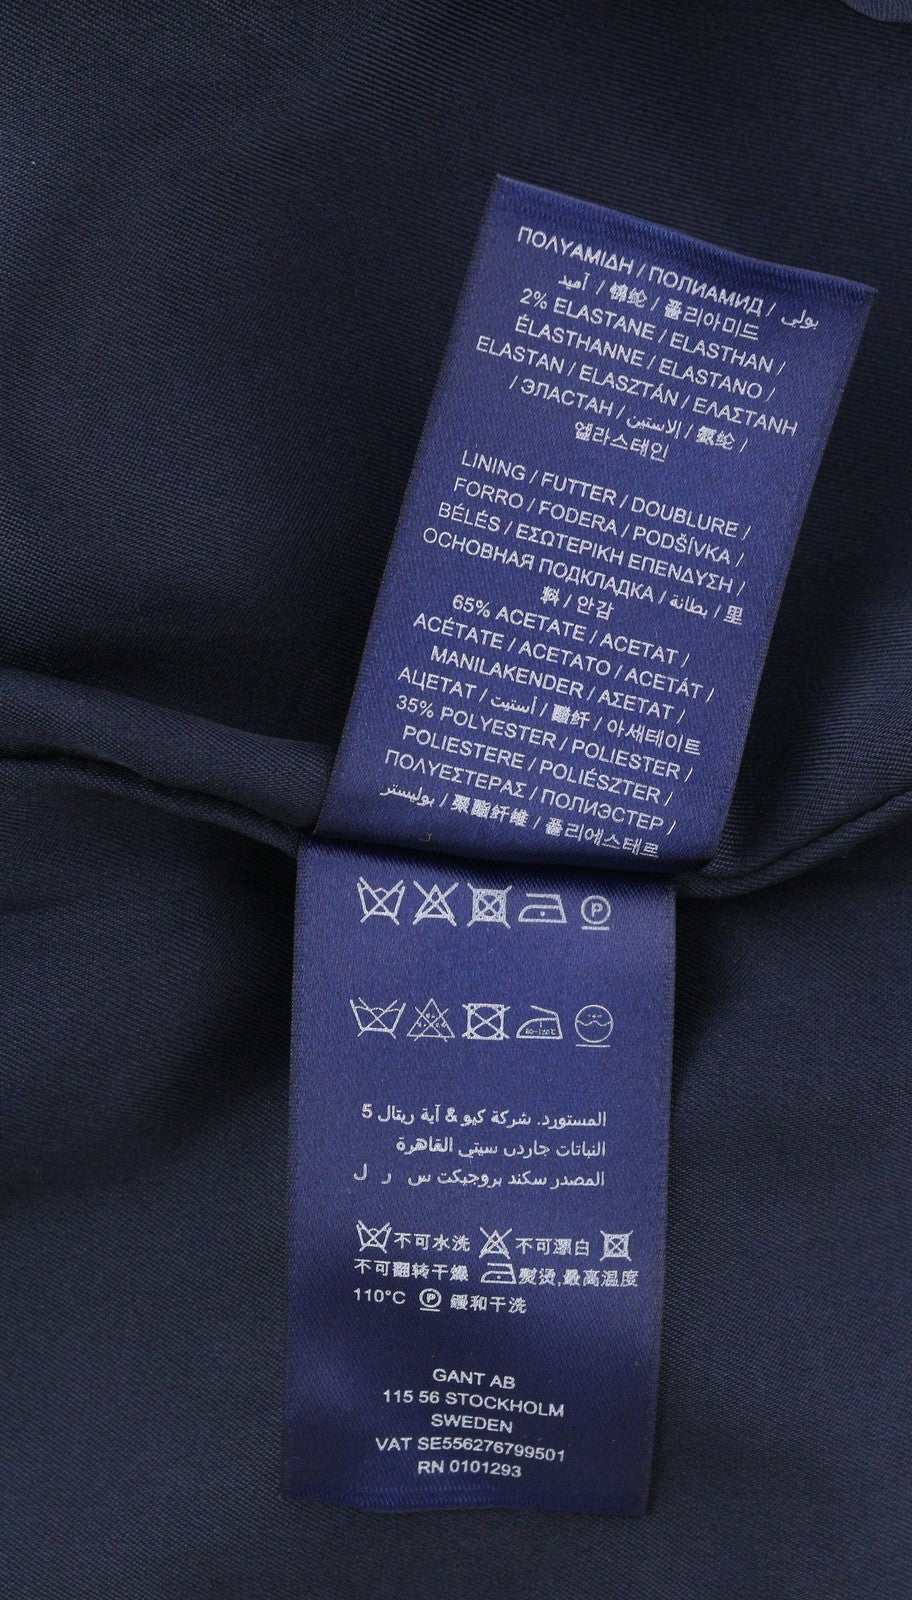 ΠΟΛΥΑΜΙΔΗ / ПОЛИАМИД / بولي
أميد / 锦纶 / 폴리아미드
2% ELASTANE / ELASTHAN /
ÉLASTHANNE / ELASTANO /
ELASTAN / ELASZTÁN / ΕΛΑΣΤΑΝΗ
/ ЭЛАСТАН / إلاستين / 氨纶 /
엘라스테인
LINING / FUTTER / DOUBLURE /
FORRO / FODERA / PODŠÍVKA /
BÉLÉS / ΕΣΩΤΕΡΙΚΗ ΕΠΕΝΔΥΣΗ /
ОСНОВНАЯ ПОДКЛАДКА / بطانة / 里
料 / 안감
65% ACETATE / ACETAT /
ACÉTATE / ACETATO / ACETÁT /
MANILAKENDER / ΑΣΕΤΑΤ /
АЦЕТАТ / أستيت / 醋纤 / 아세테이트
35% POLYESTER / POLIESTER /
POLIESTERE / POLIÉSZTER /
ΠΟΛΥΕΣΤΕΡΑΣ / ПОЛИЭСТЕР /
بوليستر / 聚酯纤维 / 폴리에스테르
P
80-120°C
المستورد. شركة كيو & آية ريتال 5
النباتات جاردن سيتي القاهرة
المصدر سكند بروجيكت س ر ل
不可水洗 不可漂白
不可翻转干燥 熨烫,最高温度
110°C P 缓和干洗
GANT AB
115 56 STOCKHOLM
SWEDEN
VAT SE556276799501
RN 0101293